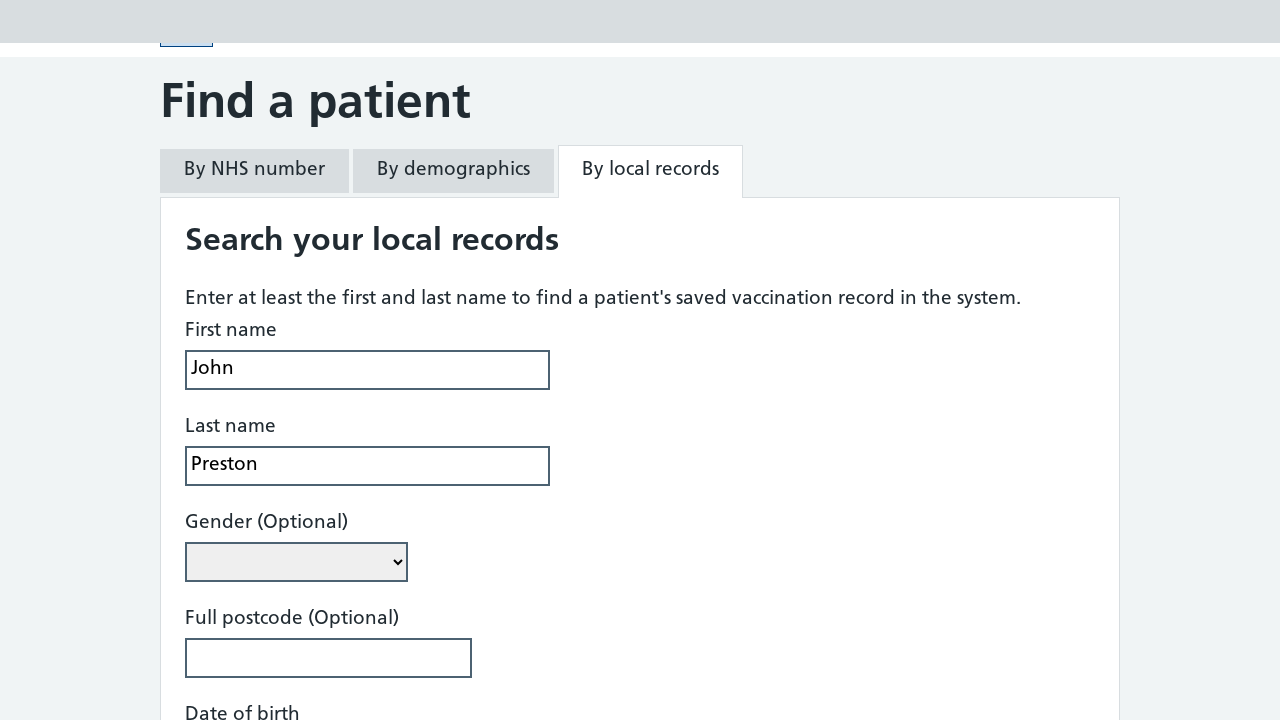 Find a patient
By NHS number
By demographics
By local records
Search your local records
Enter at least the first and last name to find a patient's saved vaccination record in the system.
First name
John
Last name
Preston
Gender (Optional)
Full postcode (Optional)
Date of birth